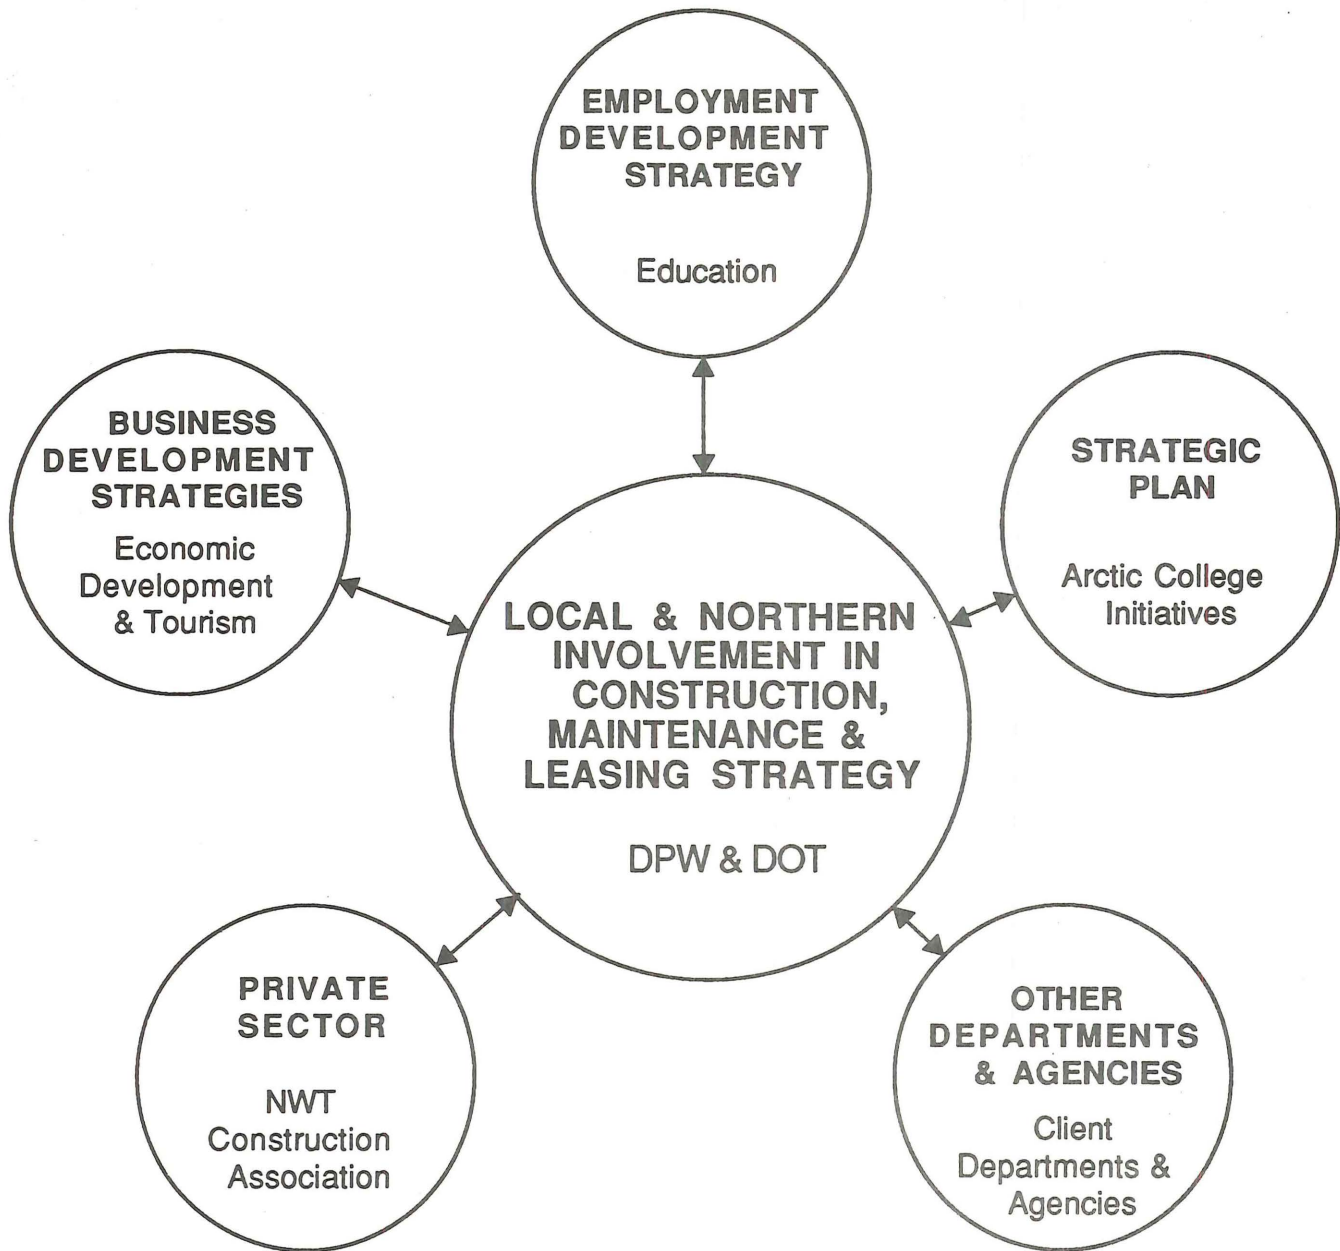 EMPLOYMENT
DEVELOPMENT
STRATEGY
Education
BUSINESS
DEVELOPMENT
STRATEGIES
Economic
Development
& Tourism
STRATEGIC
PLAN
Arctic College
Initiatives
LOCAL & NORTHERN
INVOLVEMENT IN
CONSTRUCTION,
MAINTENANCE &
LEASING STRATEGY
DPW & DOT
PRIVATE
SECTOR
NWT
Construction
Association
OTHER
DEPARTMENTS
& AGENCIES
Client
Departments &
Agencies